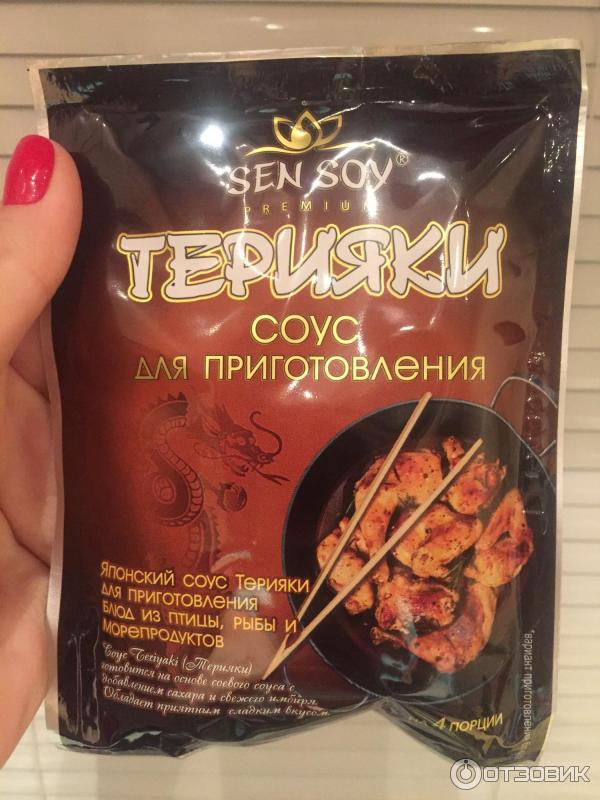 SEN SOY®
PREMIUM
ТЕРИЯКИ
СОУС
ДЛЯ ПРИГОТОВЛЕНИЯ
ЯПОНСКИЙ СОУС ТЕРИЯКИ
ДЛЯ ПРИГОТОВЛЕНИЯ
БЛЮД ИЗ ПТИЦЫ, РЫБЫ И
МОРЕПРОДУКТОВ
Соус Teriyaki (Терияки)
готовится на основе соевого соуса с
добавлением сахара и свежего имбиря.
Обладает приятным сладким вкусом.
4 ПОРЦИИ
*вариант приготовления
ОТЗОВИК